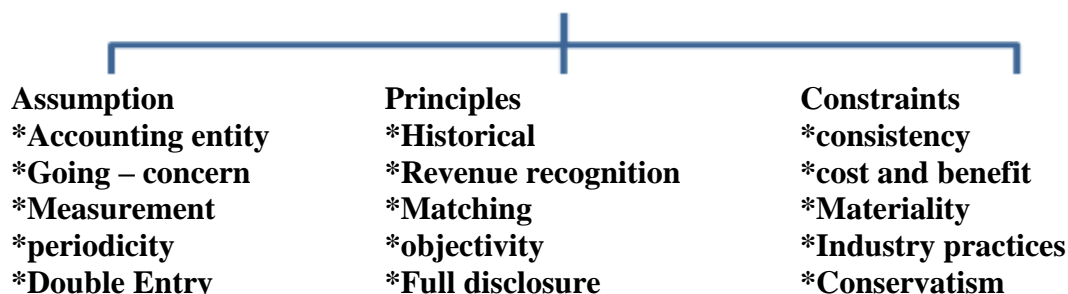 Assumption
*Accounting entity
*Going – concern
*Measurement
*periodicity
*Double Entry
Principles
*Historical
*Revenue recognition
*Matching
*objectivity
*Full disclosure
Constraints
*consistency
*cost and benefit
*Materiality
*Industry practices
*Conservatism